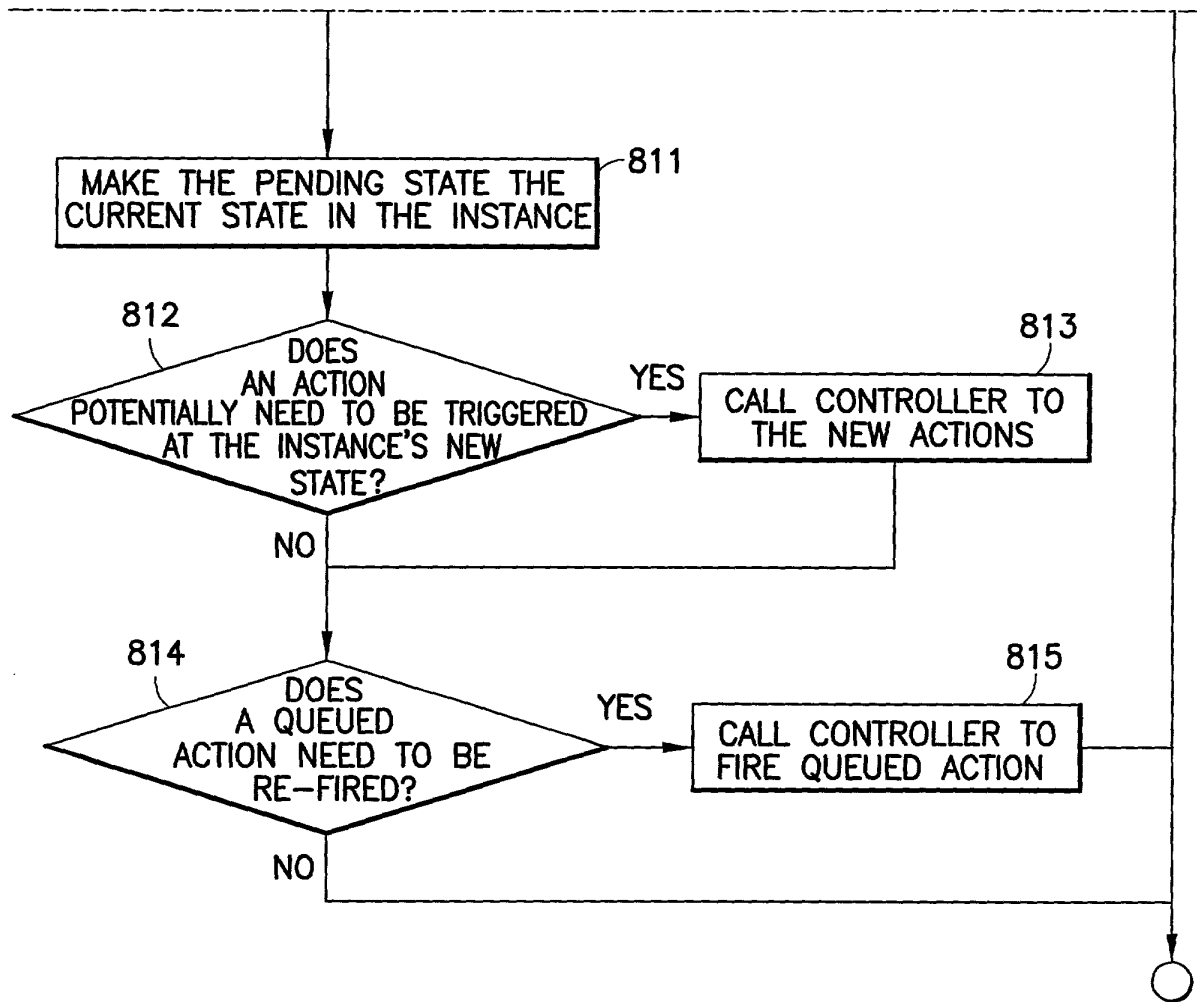 811
MAKE THE PENDING STATE THE
CURRENT STATE IN THE INSTANCE
812
DOES
AN ACTION
POTENTIALLY NEED TO BE TRIGGERED
AT THE INSTANCE'S NEW
STATE?
YES
813
CALL CONTROLLER TO
THE NEW ACTIONS
NO
814
DOES
A QUEUED
ACTION NEED TO BE
RE-FIRED?
YES
815
CALL CONTROLLER TO
FIRE QUEUED ACTION
NO